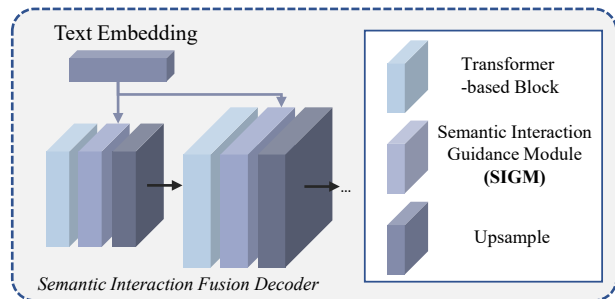 Text Embedding
...
Semantic Interaction Fusion Decoder
Transformer
-based Block
Semantic Interaction
Guidance Module
(SIGM)
Upsample